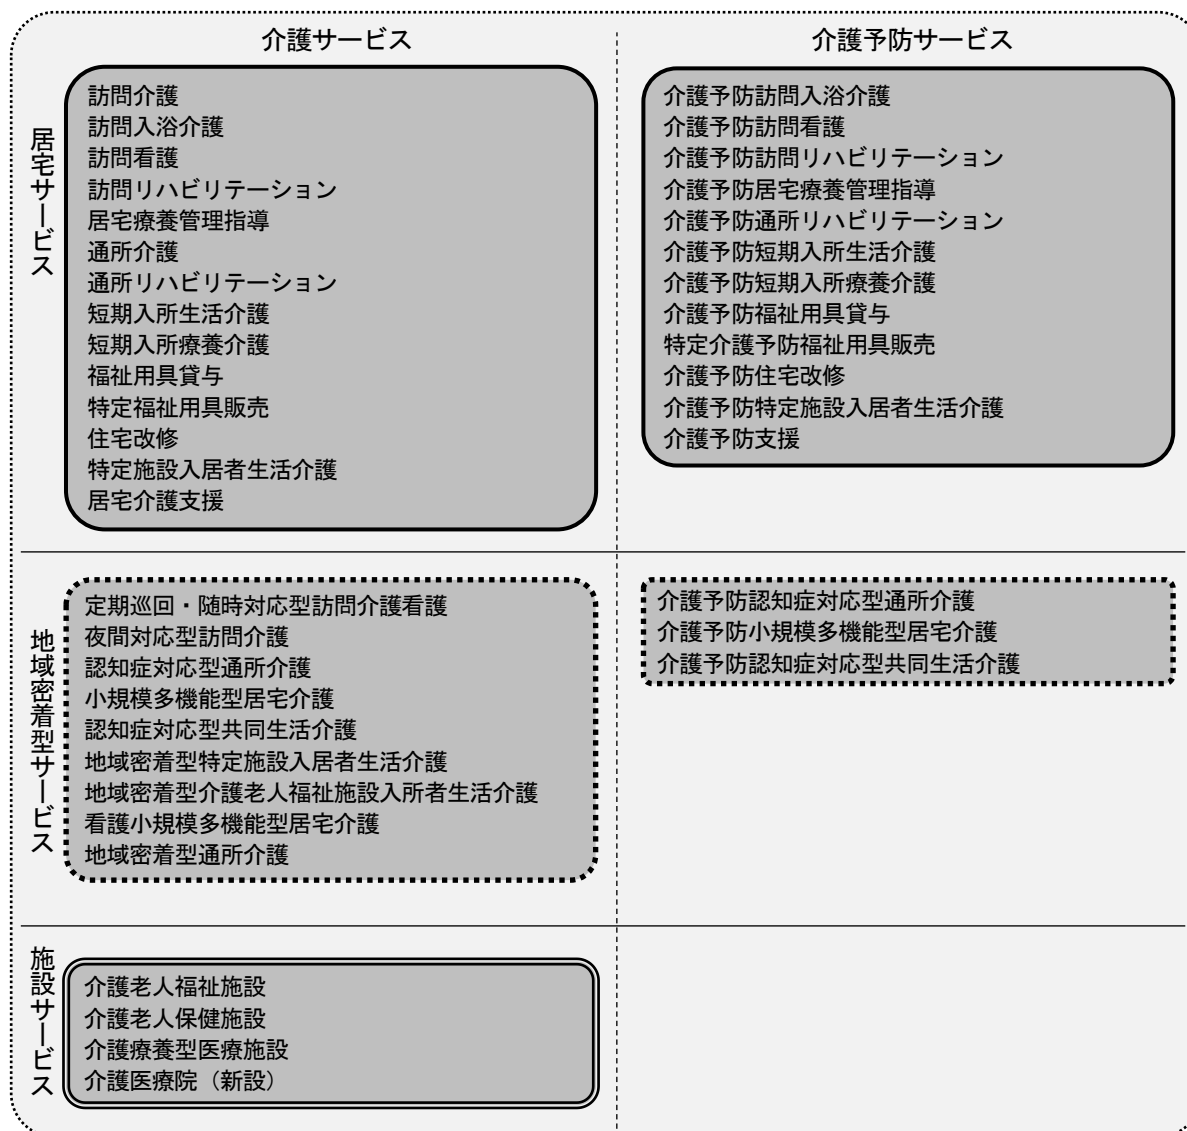 介護サービス
介護予防サービス
居宅サービス
訪問介護
訪問入浴介護
訪問看護
訪問リハビリテーション
居宅療養管理指導
通所介護
通所リハビリテーション
短期入所生活介護
短期入所療養介護
福祉用具貸与
特定福祉用具販売
住宅改修
特定施設入居者生活介護
居宅介護支援
介護予防訪問入浴介護
介護予防訪問看護
介護予防訪問リハビリテーション
介護予防居宅療養管理指導
介護予防通所リハビリテーション
介護予防短期入所生活介護
介護予防短期入所療養介護
介護予防福祉用具貸与
特定介護予防福祉用具販売
介護予防住宅改修
介護予防特定施設入居者生活介護
介護予防支援
地域密着型サービス
定期巡回・随時対応型訪問介護看護
夜間対応型訪問介護
認知症対応型通所介護
小規模多機能型居宅介護
認知症対応型共同生活介護
地域密着型特定施設入居者生活介護
地域密着型介護老人福祉施設入所者生活介護
看護小規模多機能型居宅介護
地域密着型通所介護
介護予防認知症対応型通所介護
介護予防小規模多機能型居宅介護
介護予防認知症対応型共同生活介護
施設サービス
介護老人福祉施設
介護老人保健施設
介護療養型医療施設
介護医療院（新設）